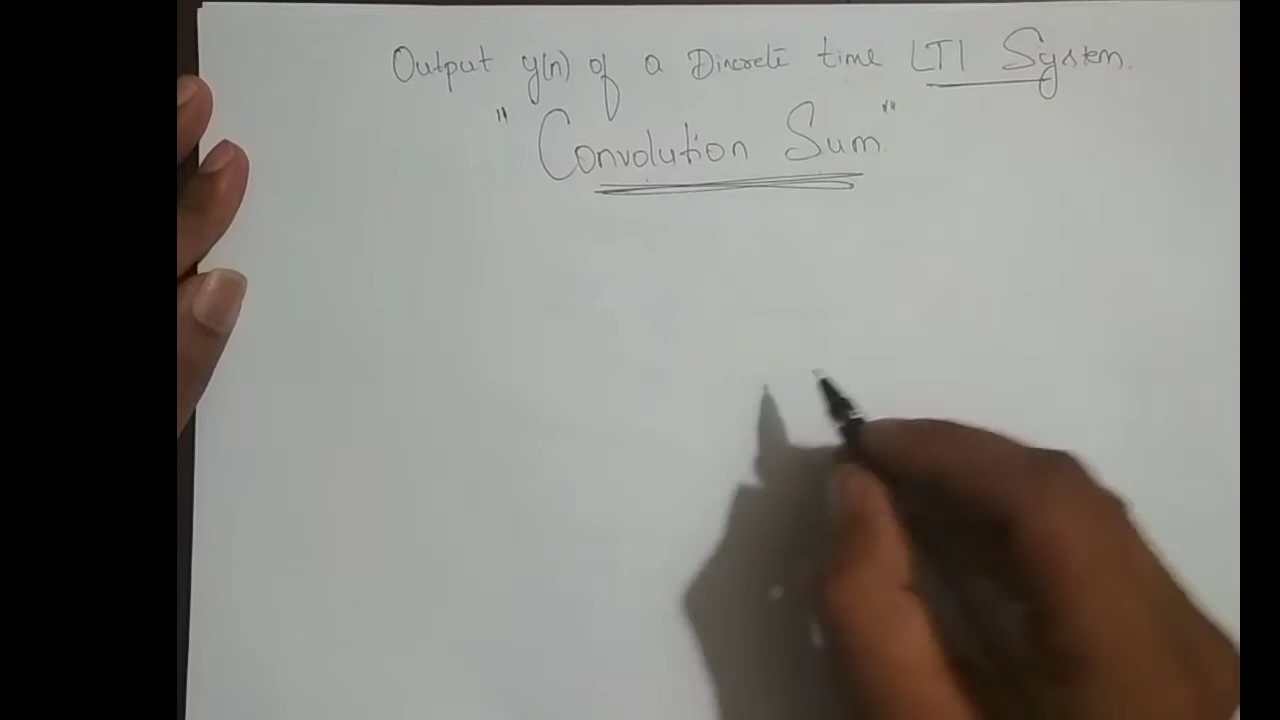 Output y(n) of a Discrete time LTI System.
"Convolution Sum"